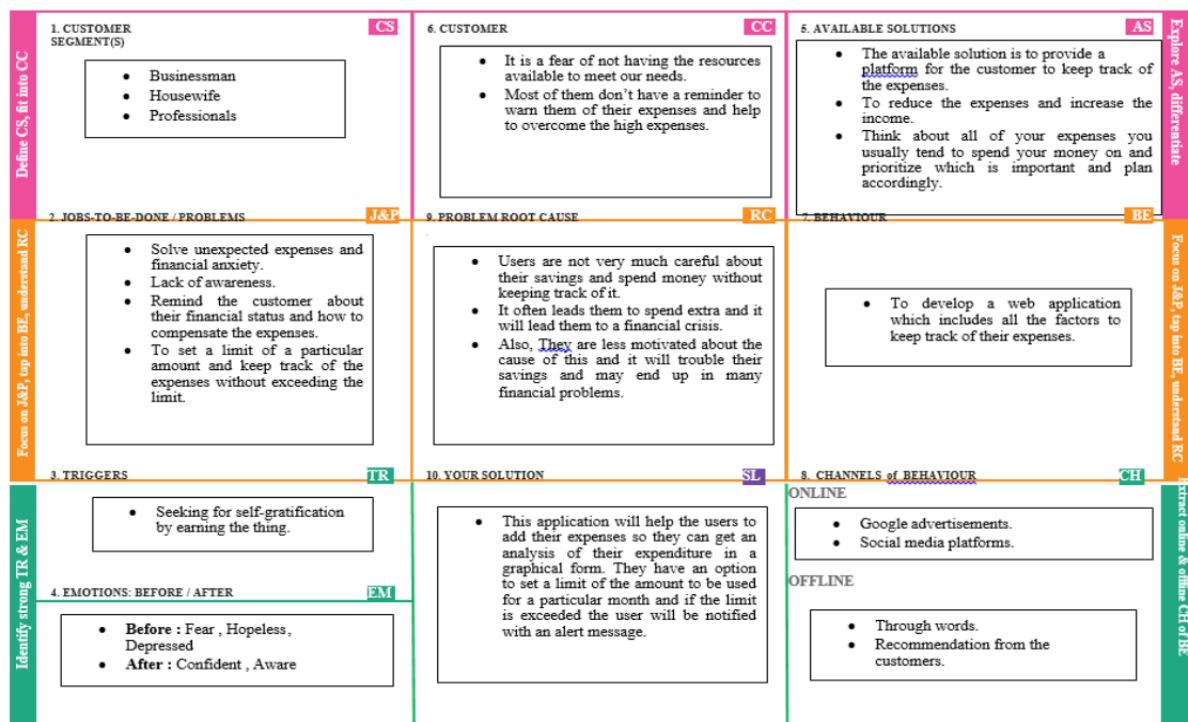 Define CS, fit into CC
1. CUSTOMER
SEGMENT(S)
CS
• Businessman
• Housewife
• Professionals
6. CUSTOMER
CC
• It is a fear of not having the resources
available to meet our needs.
• Most of them don’t have a reminder to
warn them of their expenses and help
to overcome the high expenses.
5. AVAILABLE SOLUTIONS
AS
• The available solution is to provide a
platform for the customer to keep track of
the expenses.
• To reduce the expenses and increase the
income.
• Think about all of your expenses you
usually tend to spend your money on and
prioritize which is important and plan
accordingly.
Explore AS, differentiate
Focus on J&P, tap into BE, understand RC
2. JOBS-TO-BE-DONE / PROBLEMS
J&P
• Solve unexpected expenses and
financial anxiety.
• Lack of awareness.
• Remind the customer about
their financial status and how to
compensate the expenses.
• To set a limit of a particular
amount and keep track of the
expenses without exceeding the
limit.
9. PROBLEM ROOT CAUSE
RC
• Users are not very much careful about
their savings and spend money without
keeping track of it.
• It often leads them to spend extra and it
will lead them to a financial crisis.
• Also, They are less motivated about the
cause of this and it will trouble their
savings and may end up in many
financial problems.
7. BEHAVIOUR
BE
• To develop a web application
which includes all the factors to
keep track of their expenses.
Focus on J&P, tap into BE, understand RC
Identify strong TR & EM
3. TRIGGERS
TR
• Seeking for self-gratification
by earning the thing.
4. EMOTIONS: BEFORE / AFTER
EM
• Before : Fear , Hopeless ,
Depressed
• After : Confident , Aware
10. YOUR SOLUTION
SL
• This application will help the users to
add their expenses so they can get an
analysis of their expenditure in a
graphical form. They have an option
to set a limit of the amount to be used
for a particular month and if the limit
is exceeded the user will be notified
with an alert message.
8. CHANNELS of BEHAVIOUR
CH
ONLINE
• Google advertisements.
• Social media platforms.
OFFLINE
• Through words.
• Recommendation from the
customers.
Extract online & offline CH of BE